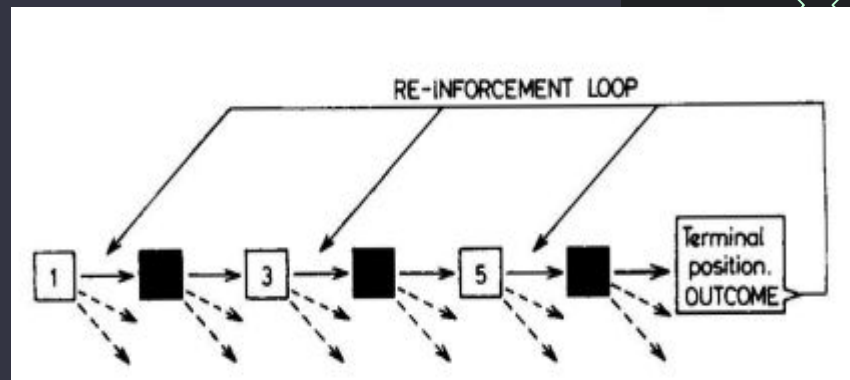 RE-INFORCEMENT LOOP
1
3
5
Terminal
position.
OUTCOME